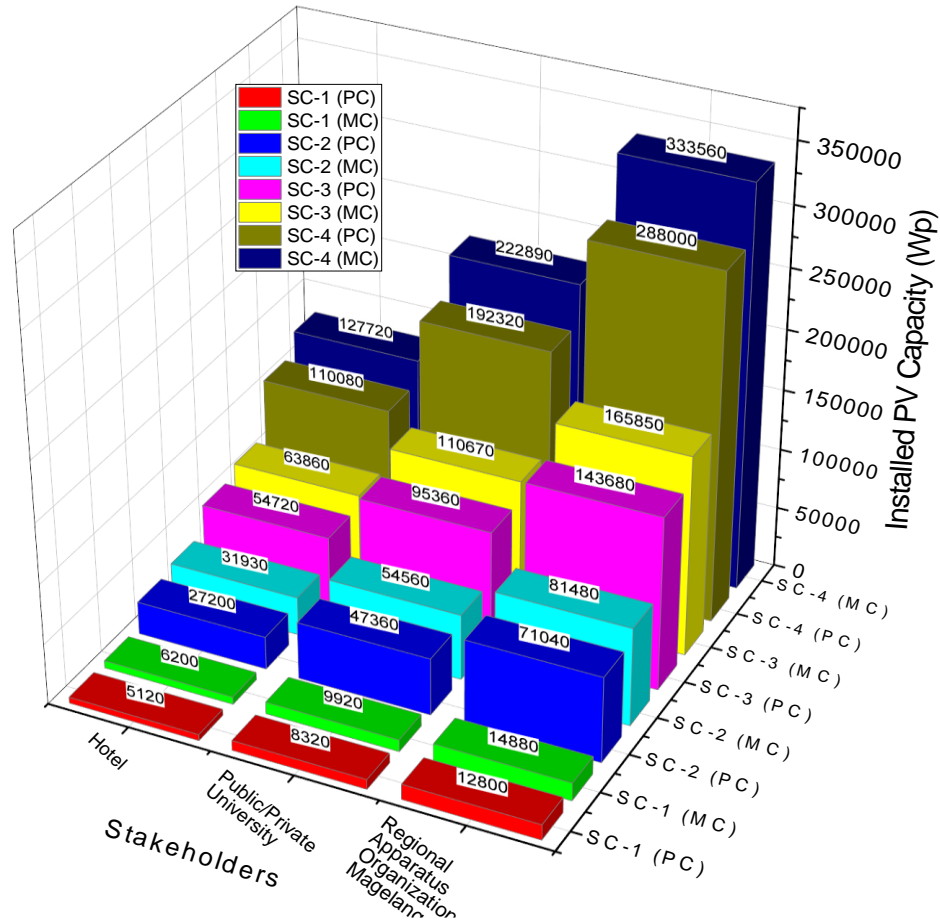 SC-1 (PC)
SC-1 (MC)
SC-2 (PC)
SC-2 (MC)
SC-3 (PC)
SC-3 (MC)
SC-4 (PC)
SC-4 (MC)
333560
288000
222890
192320
165850
127720
110080
110670
143680
63860
95360
54720
81480
31930
54560
71040
27200
47360
14880
6200
9920
12800
5120
8320
350000
300000
250000
200000
150000
100000
50000
0
Installed PV Capacity (Wp)
SC-4 (MC)
SC-4 (PC)
SC-3 (MC)
SC-3 (PC)
SC-2 (MC)
SC-2 (PC)
SC-1 (MC)
SC-1 (PC)
Hotel
Public/Private
University
Regional
Apparatus
Organization
Magelang
Stakeholders